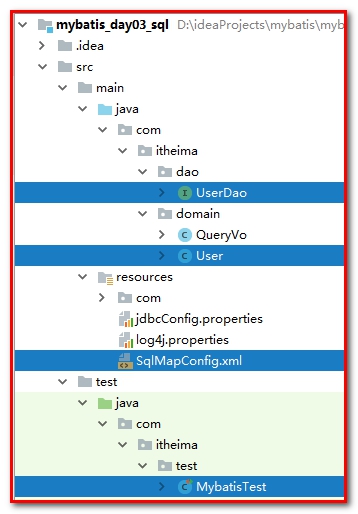 mybatis_day03_sql D:\ideaProjects\mybatis\myb
.idea
src
main
java
com
itheima
dao
I UserDao
domain
C QueryVo
C User
resources
com
jdbcConfig.properties
log4j.properties
SqlMapConfig.xml
test
java
com
itheima
test
C MybatisTest